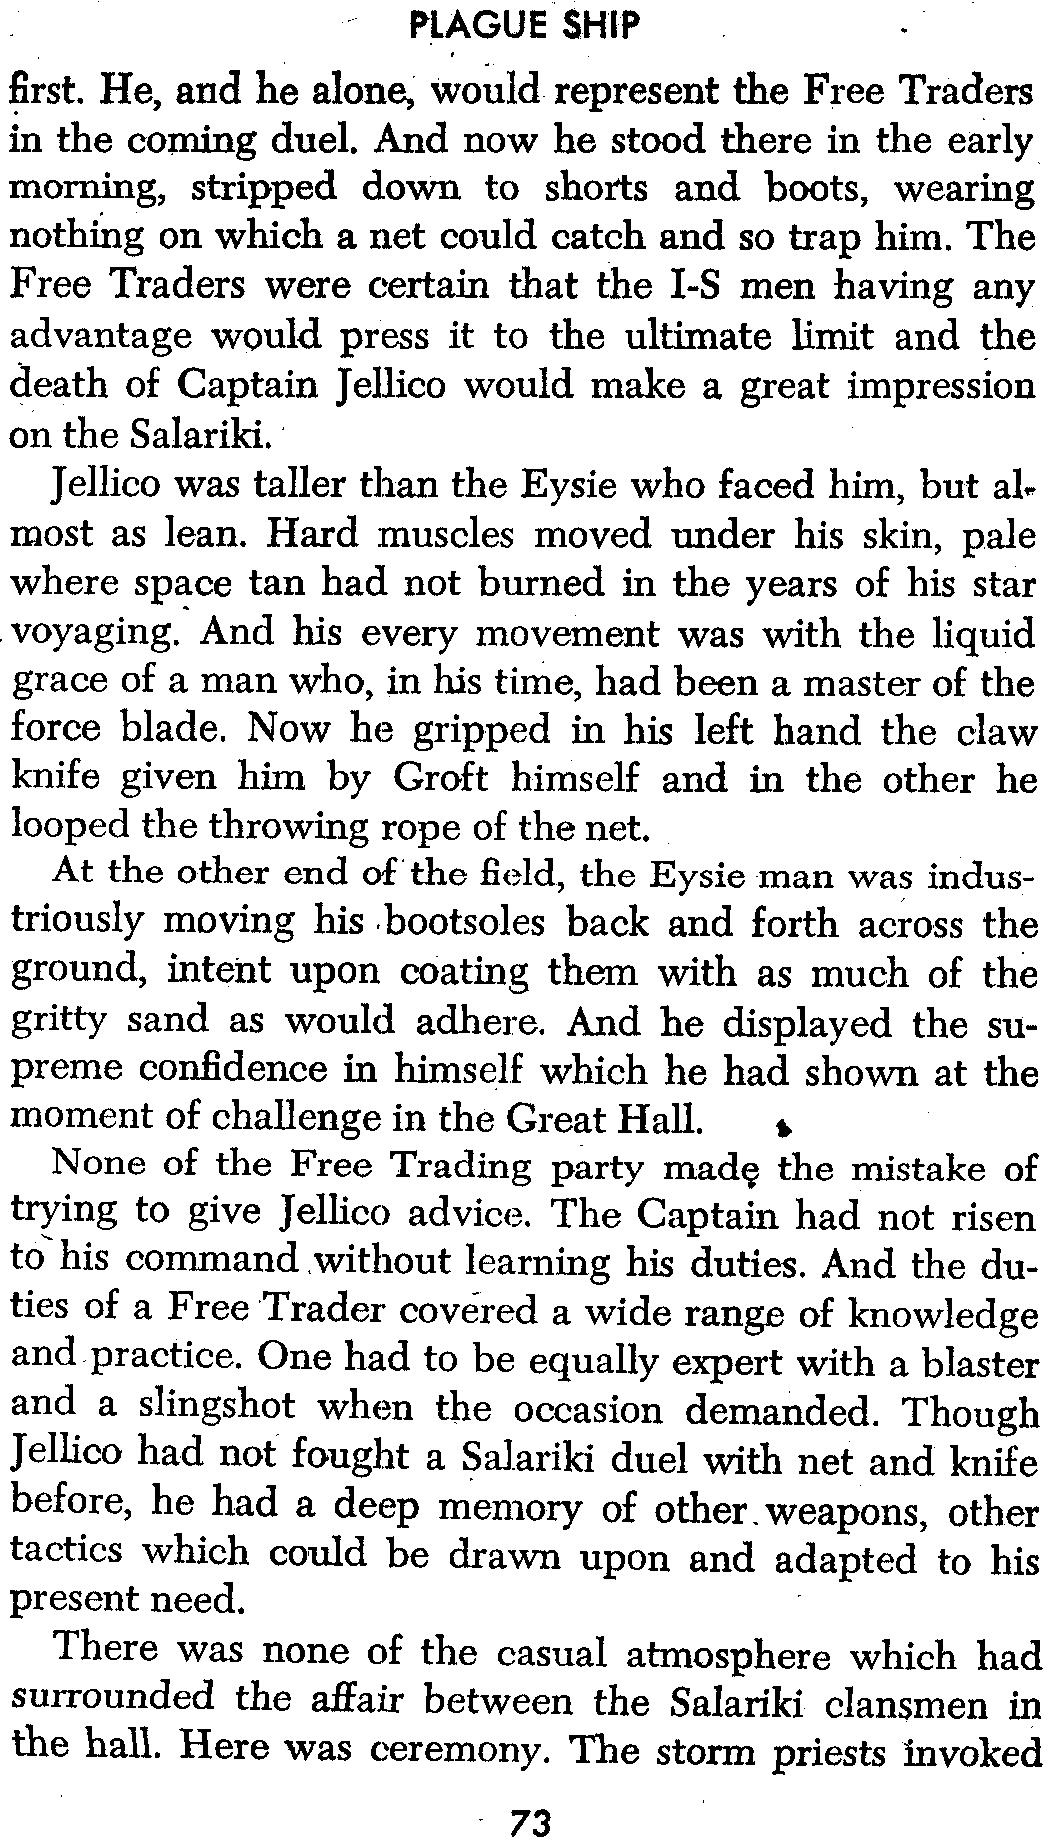 PLAGUE SHIP
first. He, and he alone, would represent the Free Traders
in the coming duel. And now he stood there in the early
morning, stripped down to shorts and boots, wearing
nothing on which a net could catch and so trap him. The
Free Traders were certain that the I-S men having any
advantage would press it to the ultimate limit and the
death of Captain Jellico would make a great impression
on the Salariki.
Jellico was taller than the Eysie who faced him, but al-
most as lean. Hard muscles moved under his skin, pale
where space tan had not burned in the years of his star
voyaging. And his every movement was with the liquid
grace of a man who, in his time, had been a master of the
force blade. Now he gripped in his left hand the claw
knife given him by Groft himself and in the other he
looped the throwing rope of the net.
At the other end of the field, the Eysie man was indus-
triously moving his bootsoles back and forth across the
ground, intent upon coating them with as much of the
gritty sand as would adhere. And he displayed the su-
preme confidence in himself which he had shown at the
moment of challenge in the Great Hall.
None of the Free Trading party made the mistake of
trying to give Jellico advice. The Captain had not risen
to his command without learning his duties. And the du-
ties of a Free Trader covered a wide range of knowledge
and practice. One had to be equally expert with a blaster
and a slingshot when the occasion demanded. Though
Jellico had not fought a Salariki duel with net and knife
before, he had a deep memory of other weapons, other
tactics which could be drawn upon and adapted to his
present need.
There was none of the casual atmosphere which had
surrounded the affair between the Salariki clansmen in
the hall. Here was ceremony. The storm priests invoked
73